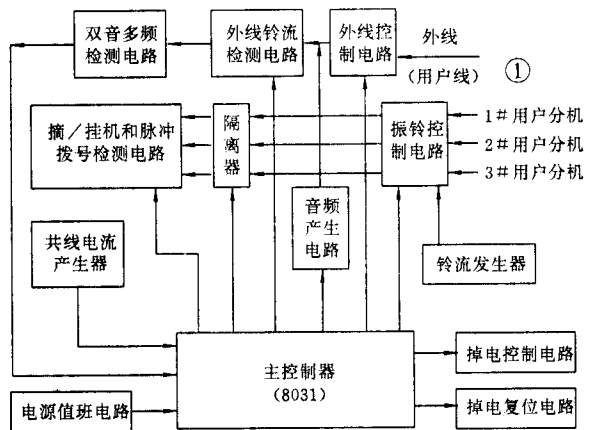 双音多频
检测电路
外线铃流
检测电路
外线控
制电路
外线
(用户线)
①
摘/挂机和脉冲
拨号检测电路
隔
离
器
振铃控
制电路
1#用户分机
2#用户分机
3#用户分机
共线电流
产生器
音频
产生
电路
铃流发生器
主控制器
(8031)
掉电控制电路
电源值班电路
掉电复位电路